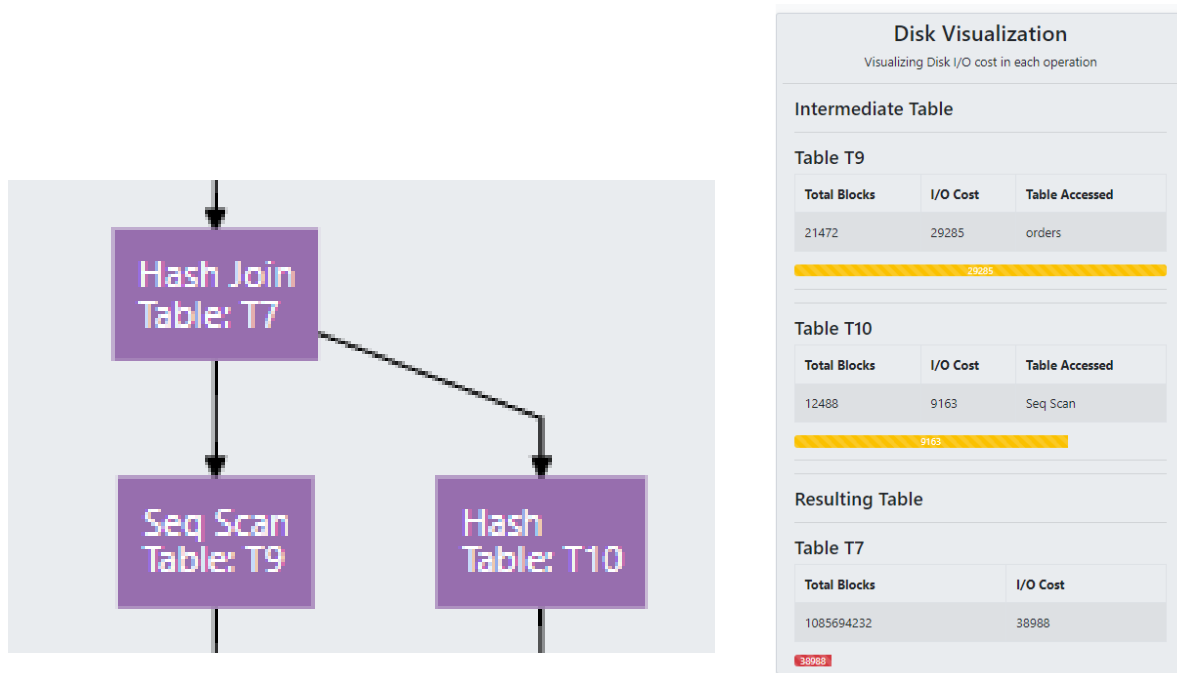 Hash Join
Table: T7
Seq Scan
Table: T9
Hash
Table: T10
Disk Visualization
Visualizing Disk I/O cost in each operation
Intermediate Table
Table T9
Total Blocks I/O Cost Table Accessed
21472 29285 orders
29285
Table T10
Total Blocks I/O Cost Table Accessed
12488 9163 Seq Scan
9163
Resulting Table
Table T7
Total Blocks I/O Cost
1085694232 38988
38988